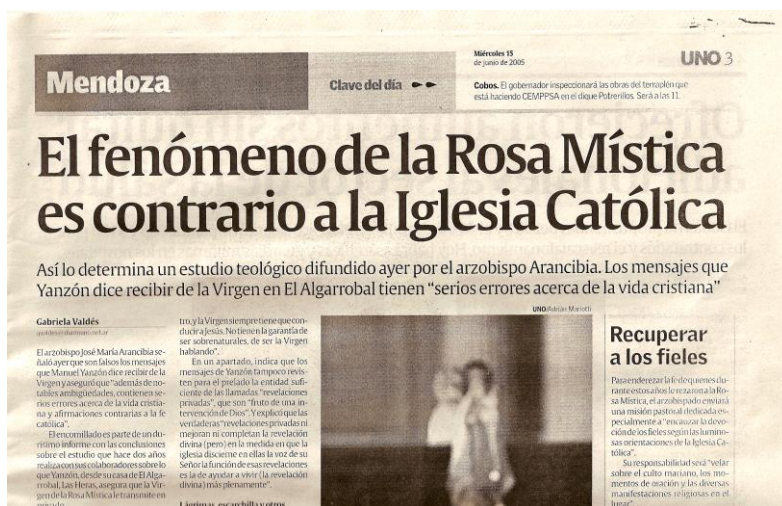 Mendoza
Clave del día
Miércoles 15
de junio de 2005
UNO 3
Cobos. El gobernador inspeccionará las obras del terraplén que
está haciendo CEMPPSA en el dique Potrerillos. Será a las 11.
El fenómeno de la Rosa Mística
es contrario a la Iglesia Católica
Así lo determina un estudio teológico difundido ayer por el arzobispo Arancibia. Los mensajes que
Yanzón dice recibir de la Virgen en El Algarrobal tienen “serios errores acerca de la vida cristiana”
Gabriela Valdés
El arzobispo José María Arancibia se-
ñaló ayer que son falsos los mensajes
que Manuel Yanzón dice recibir de la
Virgen y aseguró que “además de no-
tables ambigüedades, contienen se-
rios errores acerca de la vida cristia-
na y afirmaciones contrarias a la fe
católica”.
El encomillado es parte de un du-
rísimo informe con las conclusiones
sobre el estudio que hace dos años
realiza con sus colaboradores sobre lo
que Yanzón, desde su casa de El Alga-
rrobal, Las Heras, asegura que la Vir-
gen de la Rosa Mística le transmite en
tro, y la Virgen siempre tiene que con-
ducir a Jesús. No tienen la garantía de
ser sobrenaturales, de ser la Virgen
hablando”.
En un apartado, indica que los
mensajes de Yanzón tampoco revis-
ten para el prelado la entidad sufi-
ciente de las llamadas “revelaciones
privadas”, que son “fruto de una in-
tervención de Dios”. Y explicó que las
verdaderas “revelaciones privadas ni
mejoran ni completan la revelación
divina (pero) en la medida en que la
iglesia discierne en ellas la voz de su
Señor la función de esas revelaciones
es la de ayudar a vivir (la revelación
divina) más plenamente”.
Lágrimas, escarchilla y otros
UNO/Adrián Mariotti
Recuperar
a los fieles
Para enderezar la fe de quienes du-
rante estos años le rezaron a la Ro-
sa Mística, el arzobispado enviará
una misión pastoral dedicada es-
pecialmente a “encauzar la devo-
ción de los fieles según las lumino-
sas orientaciones de la Iglesia Ca-
tólica”.
Su responsabilidad será “velar
sobre el culto mariano, los mo-
mentos de oración y las diversas
manifestaciones religiosas en el
lugar”.